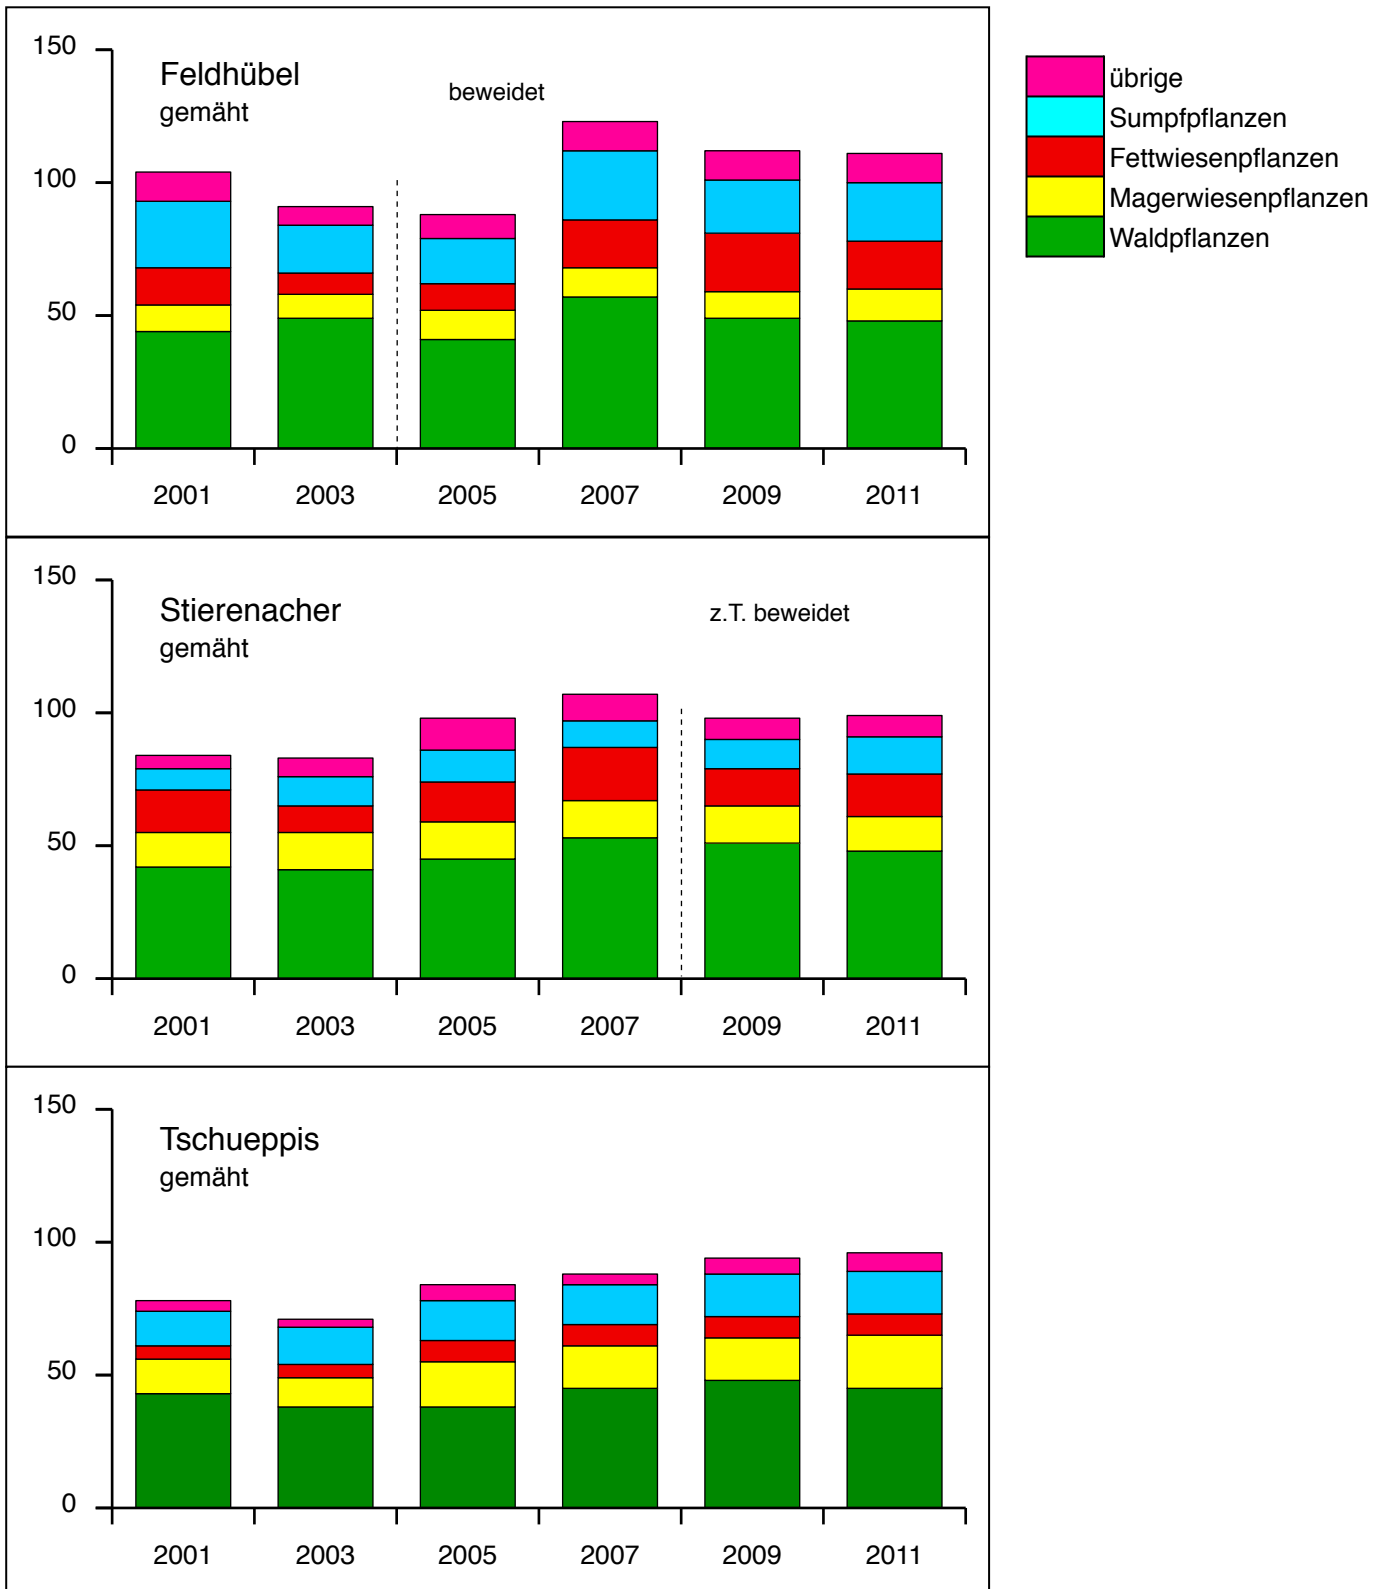 150
Feldhübel
gemäht
beweidet
100
50
0
2001 2003 2005 2007 2009 2011
übrige
Sumpfpflanzen
Fettwiesenpflanzen
Magerwiesenpflanzen
Waldpflanzen
150
Stierenacher
gemäht
z.T. beweidet
100
50
0
2001 2003 2005 2007 2009 2011
150
Tschueppis
gemäht
100
50
0
2001 2003 2005 2007 2009 2011